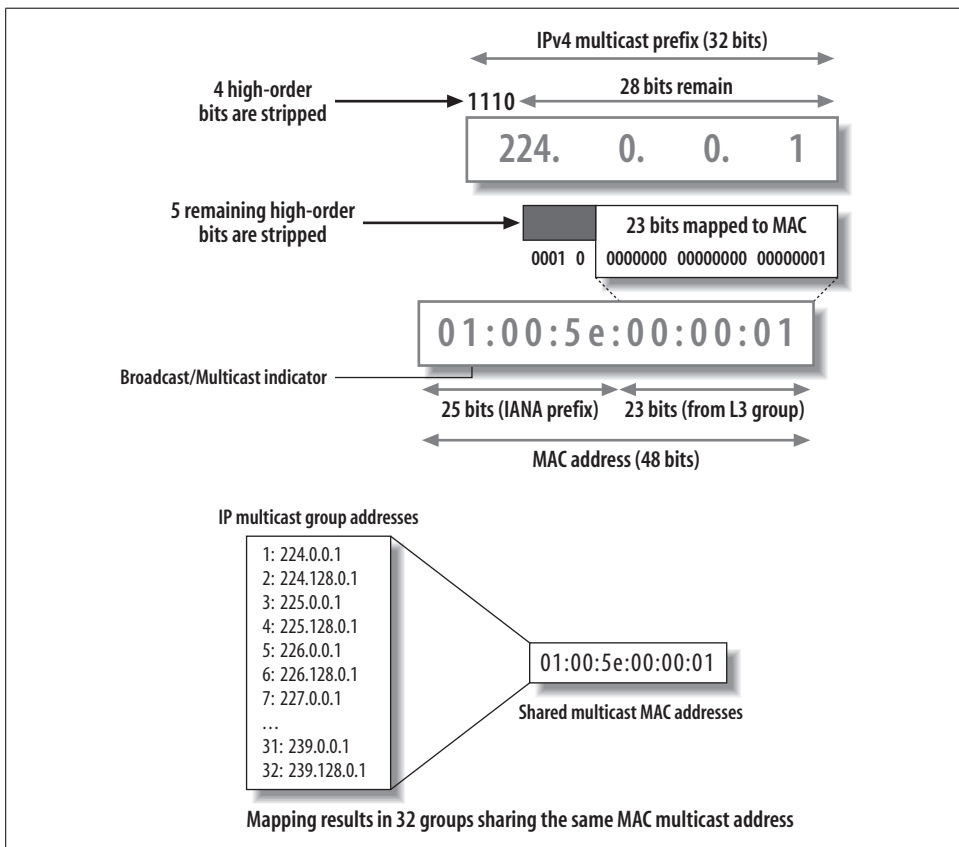 IPv4 multicast prefix (32 bits)
4 high-order
bits are stripped
1110
28 bits remain
224. 0. 0. 1
5 remaining high-order
bits are stripped
23 bits mapped to MAC
0001 0 0000000 00000000 00000001
01:00:5e:00:00:01
Broadcast/Multicast indicator
25 bits (IANA prefix)
23 bits (from L3 group)
MAC address (48 bits)
IP multicast group addresses
1: 224.0.0.1
2: 224.128.0.1
3: 225.0.0.1
4: 225.128.0.1
5: 226.0.0.1
6: 226.128.0.1
7: 227.0.0.1
...
31: 239.0.0.1
32: 239.128.0.1
01:00:5e:00:00:01
Shared multicast MAC addresses
Mapping results in 32 groups sharing the same MAC multicast address